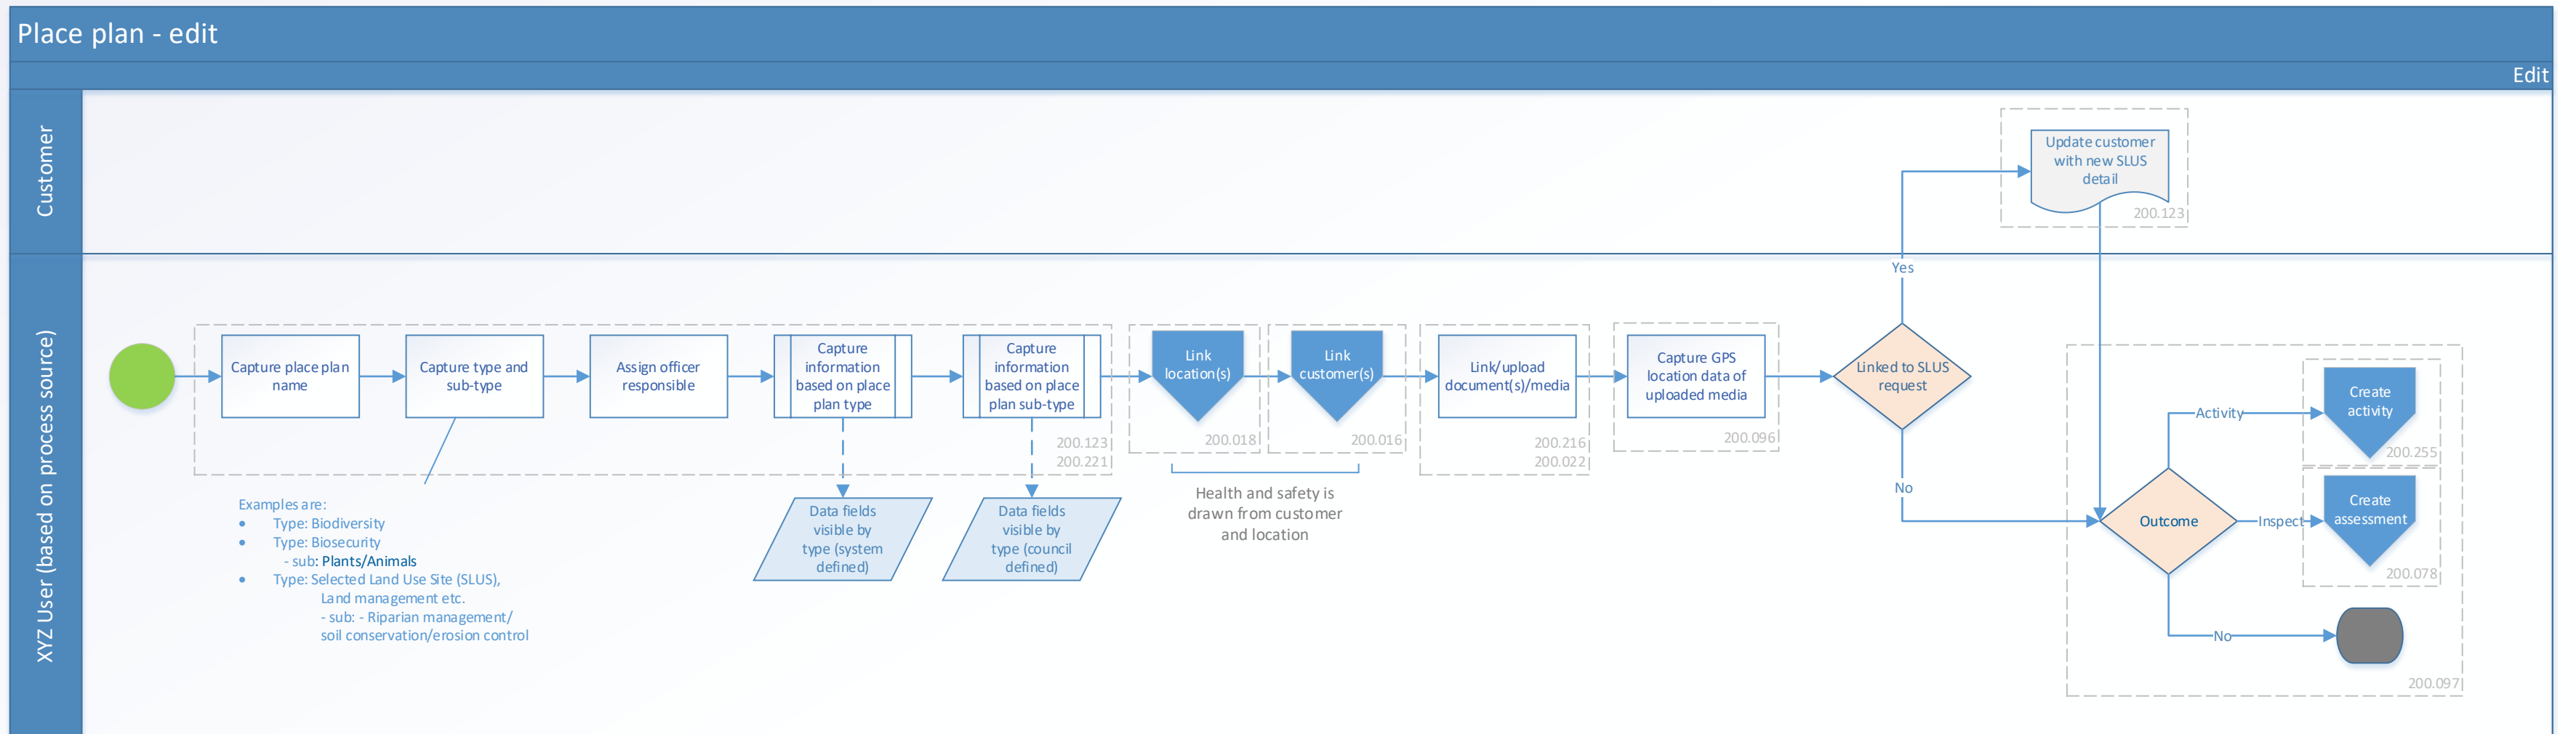 Place plan - edit
Edit
Customer
Update customer
with new SLUS
detail
200.123
XYZ User (based on process source)
Capture place plan
name
Capture type and
sub-type
Assign officer
responsible
Capture
information
based on place
plan type
Capture
information
based on place
plan sub-type
200.123
200.221
Link
location(s)
200.018
Link
customer(s)
200.016
Link/upload
document(s)/media
200.216
200.022
Capture GPS
location data of
uploaded media
200.096
Linked to SLUS
request
Yes
No
Examples are:
• Type: Biodiversity
• Type: Biosecurity
- sub: Plants/Animals
• Type: Selected Land Use Site (SLUS),
Land management etc.
- sub: - Riparian management/
soil conservation/erosion control
Data fields
visible by
type (system
defined)
Data fields
visible by
type (council
defined)
Health and safety is
drawn from customer
and location
Outcome
Activity
Create
activity
200.255
Inspect
Create
assessment
200.078
No
200.097